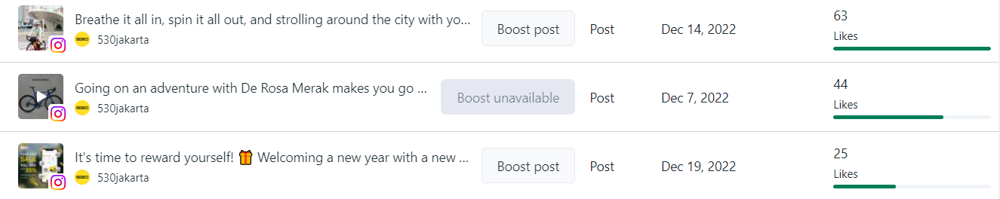 Breathe it all in, spin it all out, and strolling around the city with yo…
530jakarta
Boost post
Post
Dec 14, 2022
63
Likes
Going on an adventure with De Rosa Merak makes you go …
530jakarta
Boost unavailable
Post
Dec 7, 2022
44
Likes
It's time to reward yourself! 🎁 Welcoming a new year with a new …
530jakarta
Boost post
Post
Dec 19, 2022
25
Likes